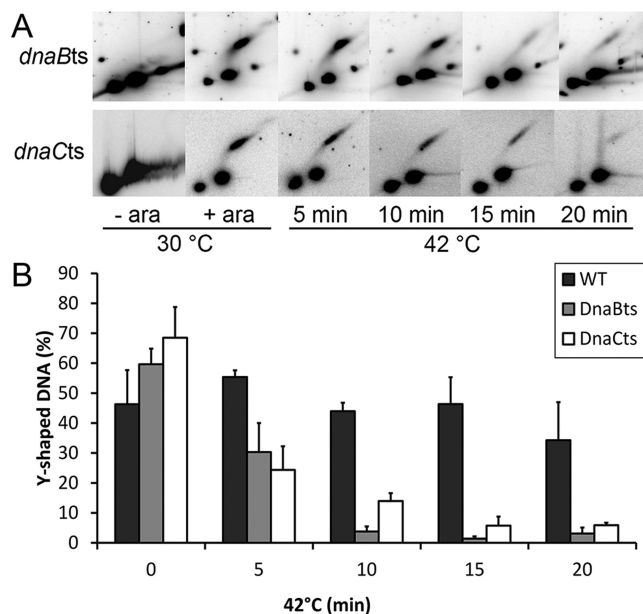 A
dnaBts
dnaCts
- ara + ara 5 min 10 min 15 min 20 min
30 °C 42 °C
B
90
80
70
60
50
40
30
20
10
0
Y-shaped DNA (%)
WT
DnaBts
DnaCts
0 5 10 15 20
42°C (min)